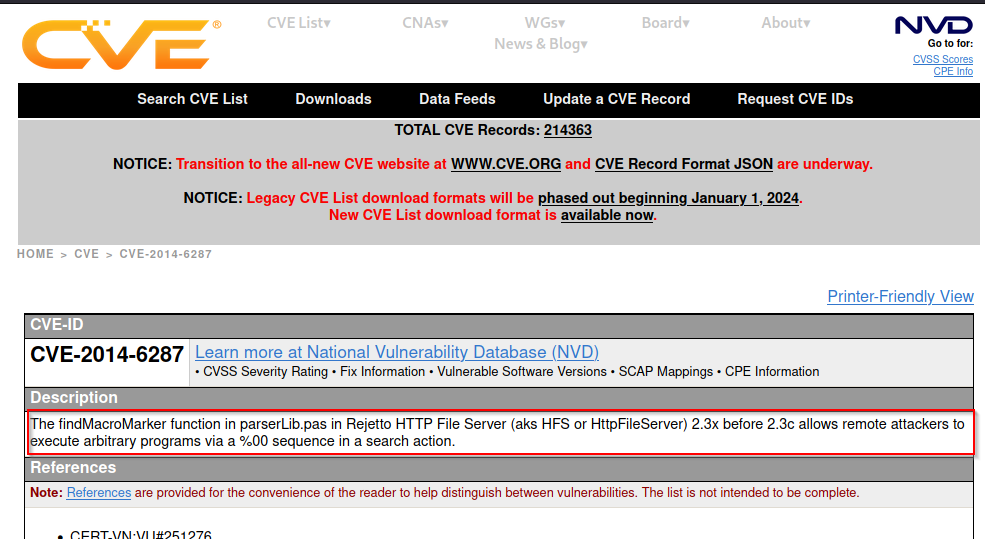 CVE®
CVE List▾ CNAs▾ WGs▾ Board▾ About▾
News & Blog▾
NVD
Go to for:
CVSS Scores
CPE Info
Search CVE List Downloads Data Feeds Update a CVE Record Request CVE IDs
TOTAL CVE Records: 214363
NOTICE: Transition to the all-new CVE website at WWW.CVE.ORG and CVE Record Format JSON are underway.
NOTICE: Legacy CVE List download formats will be phased out beginning January 1, 2024.
New CVE List download format is available now.
HOME > CVE > CVE-2014-6287
Printer-Friendly View
CVE-ID
CVE-2014-6287 Learn more at National Vulnerability Database (NVD)
• CVSS Severity Rating • Fix Information • Vulnerable Software Versions • SCAP Mappings • CPE Information
Description
The findMacroMarker function in parserLib.pas in Rejetto HTTP File Server (aks HFS or HttpFileServer) 2.3x before 2.3c allows remote attackers to
execute arbitrary programs via a %00 sequence in a search action.
References
Note: References are provided for the convenience of the reader to help distinguish between vulnerabilities. The list is not intended to be complete.
• CERT-VN:VU#251276